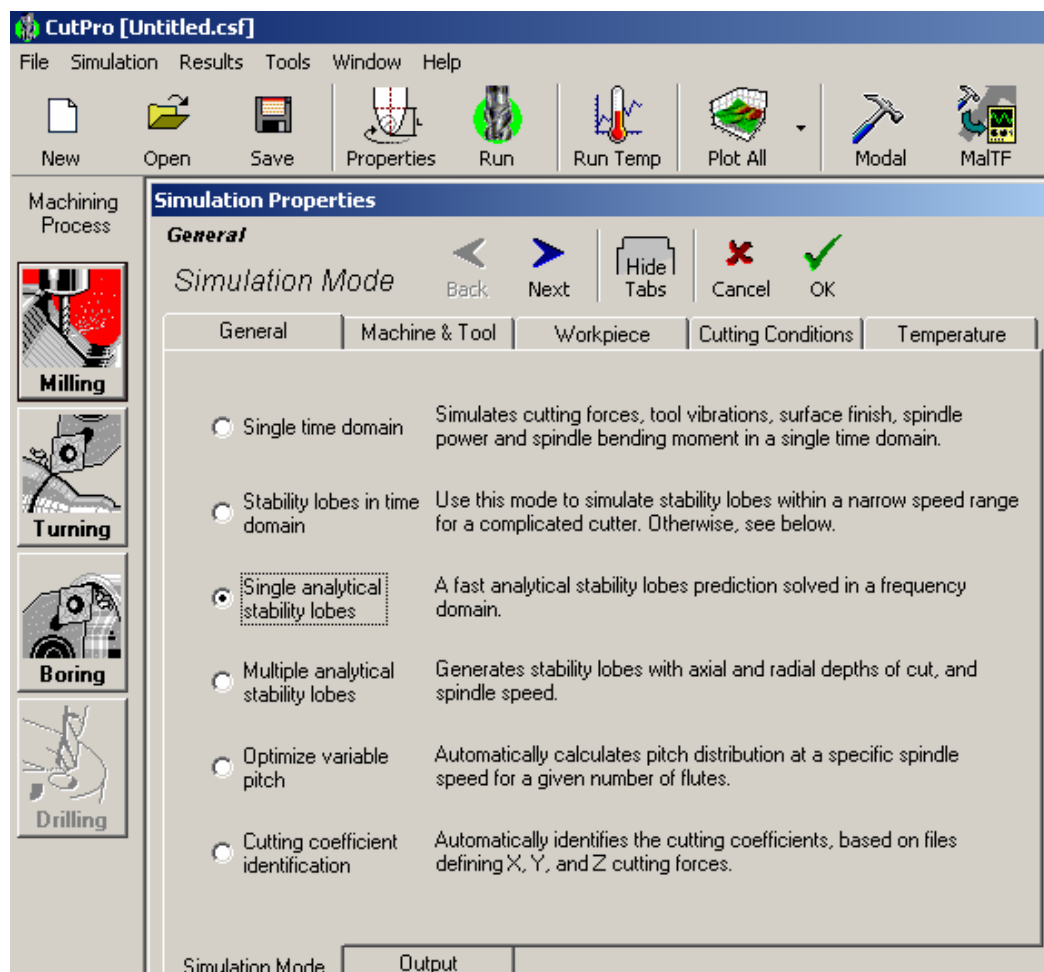 CutPro [Untitled.csf]
File Simulation Results Tools Window Help
New Open Save Properties Run Run Temp Plot All Modal MalTF
Machining
Process
Milling
Turning
Boring
Drilling
Simulation Properties
General
Simulation Mode
Back Next Hide
Tabs Cancel OK
General Machine & Tool Workpiece Cutting Conditions Temperature
Single time domain
Simulates cutting forces, tool vibrations, surface finish, spindle
power and spindle bending moment in a single time domain.
Stability lobes in time
domain
Use this mode to simulate stability lobes within a narrow speed range
for a complicated cutter. Otherwise, see below.
Single analytical
stability lobes
A fast analytical stability lobes prediction solved in a frequency
domain.
Multiple analytical
stability lobes
Generates stability lobes with axial and radial depths of cut, and
spindle speed.
Optimize variable
pitch
Automatically calculates pitch distribution at a specific spindle
speed for a given number of flutes.
Cutting coefficient
identification
Automatically identifies the cutting coefficients, based on files
defining X, Y, and Z cutting forces.
Simulation Mode Output